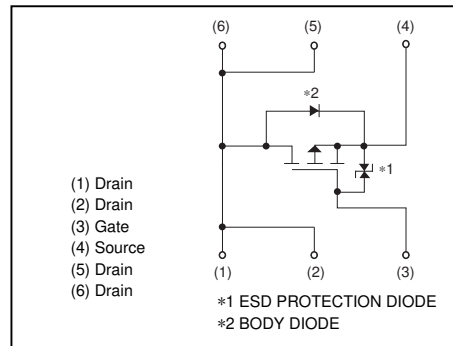 (6) (5) (4)
∗2
∗1
(1) Drain
(2) Drain
(3) Gate
(4) Source
(5) Drain
(6) Drain
(1) (2) (3)
∗1 ESD PROTECTION DIODE
∗2 BODY DIODE